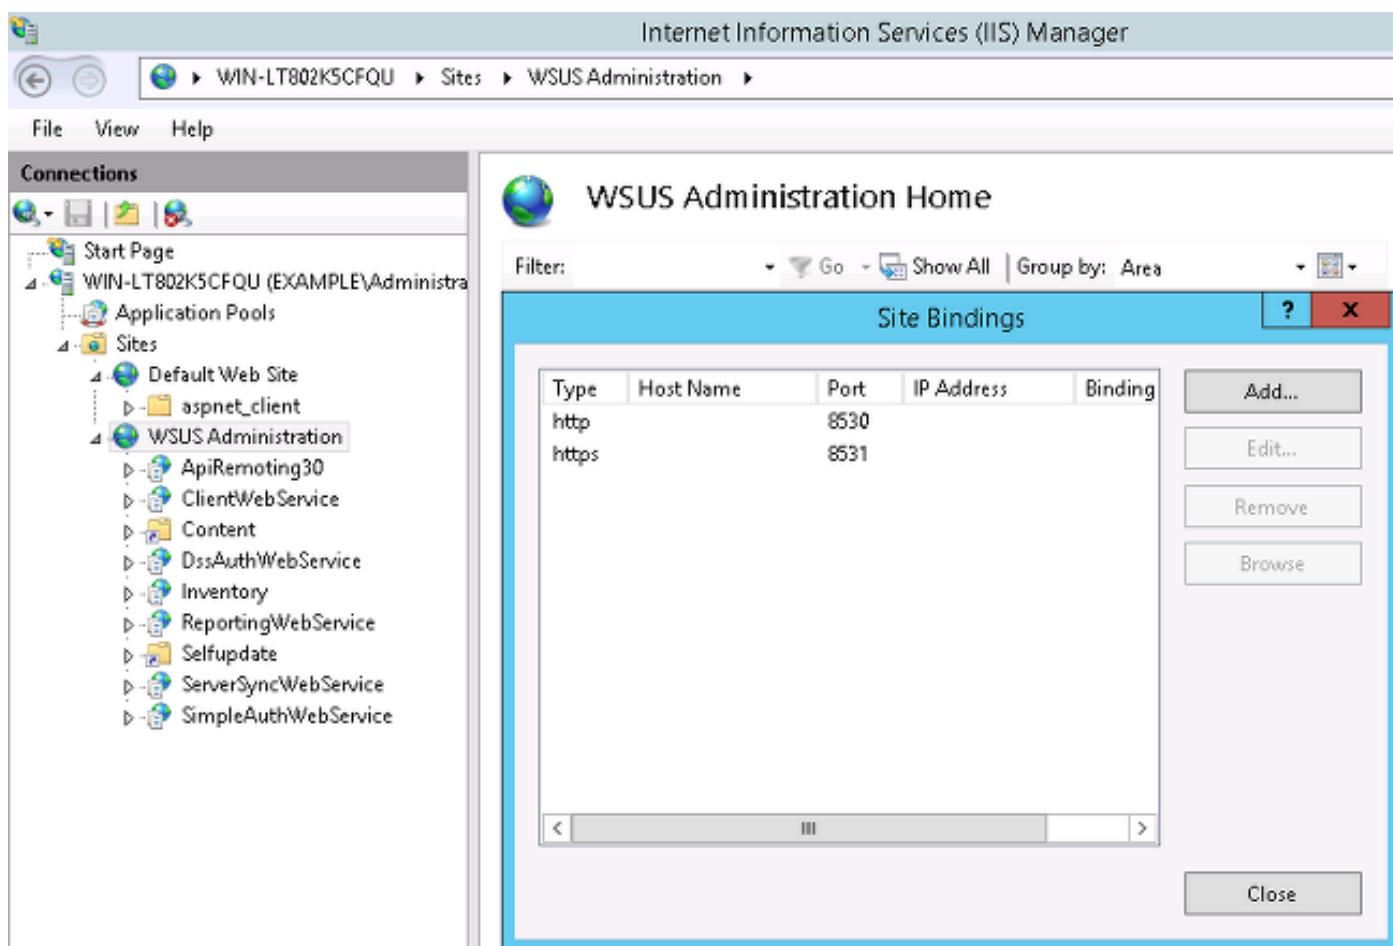 Internet Information Services (IIS) Manager
WIN-LT802K5CFQU Sites WSUS Administration
File View Help
Connections
Start Page
WIN-LT802K5CFQU (EXAMPLE\Administra
Application Pools
Sites
Default Web Site
aspnet_client
WSUS Administration
ApiRemoting30
ClientWebService
Content
DssAuthWebService
Inventory
ReportingWebService
Selfupdate
ServerSyncWebService
SimpleAuthWebService
WSUS Administration Home
Filter: Go Show All Group by: Area
Site Bindings ? x
Type Host Name Port IP Address Binding
http 8530
https 8531
Add...
Edit...
Remove
Browse
Close